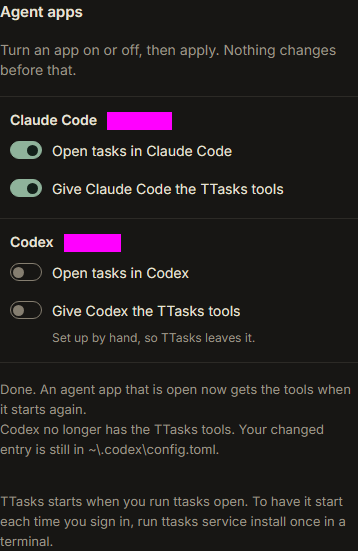 Agent apps
Turn an app on or off, then apply. Nothing changes
before that.
Claude Code
Open tasks in Claude Code
Give Claude Code the TTasks tools
Codex
Open tasks in Codex
Give Codex the TTasks tools
Set up by hand, so TTasks leaves it.
Done. An agent app that is open now gets the tools when
it starts again.
Codex no longer has the TTasks tools. Your changed
entry is still in ~\.codex\config.toml.
TTasks starts when you run ttasks open. To have it start
each time you sign in, run ttasks service install once in a
terminal.